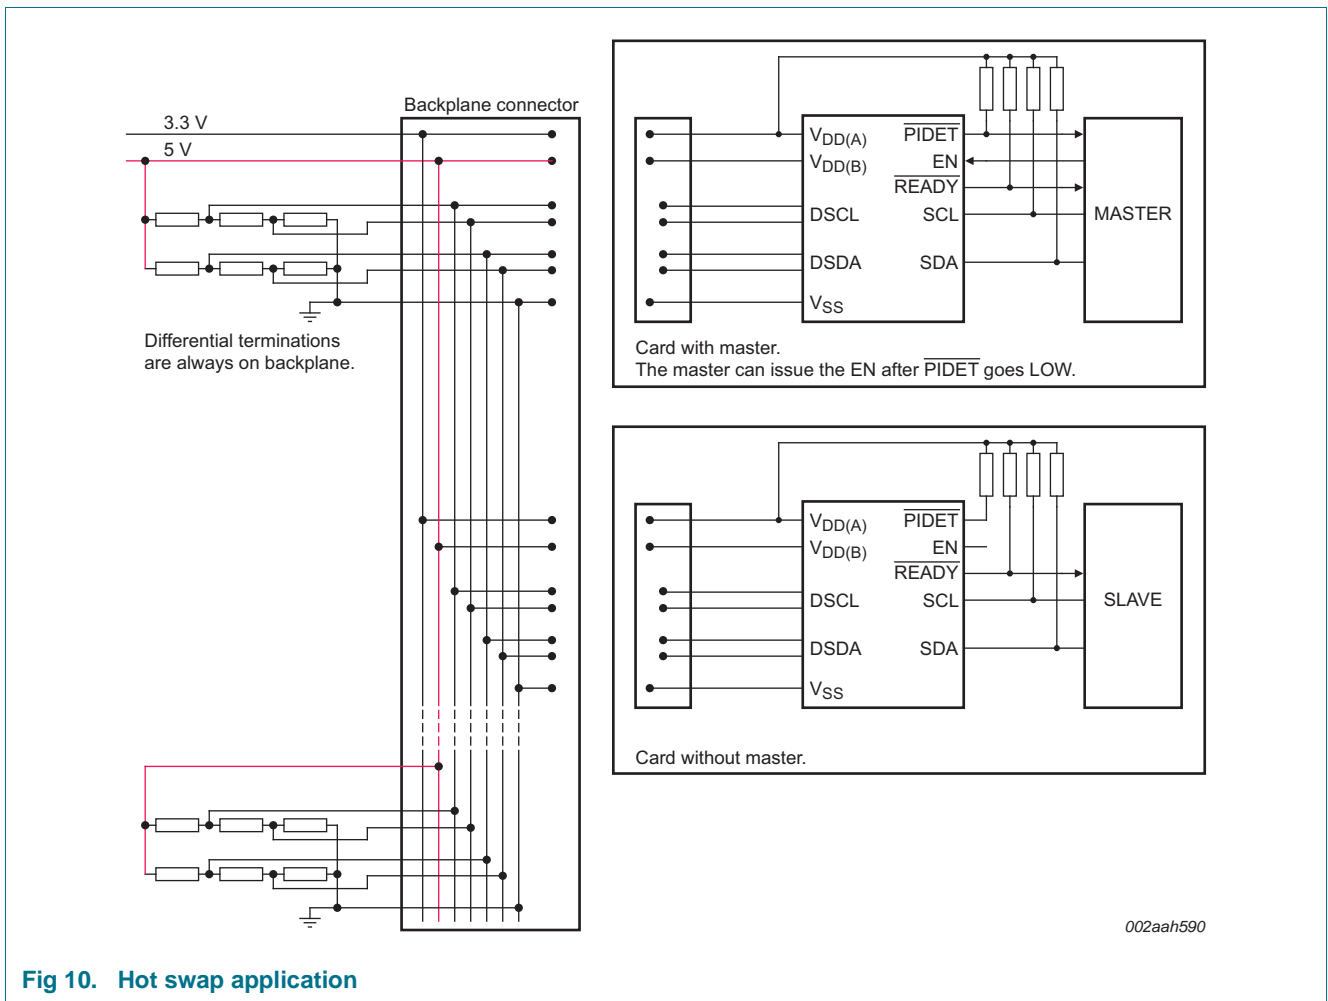 Backplane connector
3.3 V
5 V
Differential terminations
are always on backplane.
VDD(A)
VDD(B)
DSCL
DSDA
VSS
PIDET
EN
READY
SCL
SDA
MASTER
Card with master.
The master can issue the EN after PIDET goes LOW.
VDD(A)
VDD(B)
DSCL
DSDA
VSS
PIDET
EN
READY
SCL
SDA
SLAVE
Card without master.
002aah590
Fig 10. Hot swap application